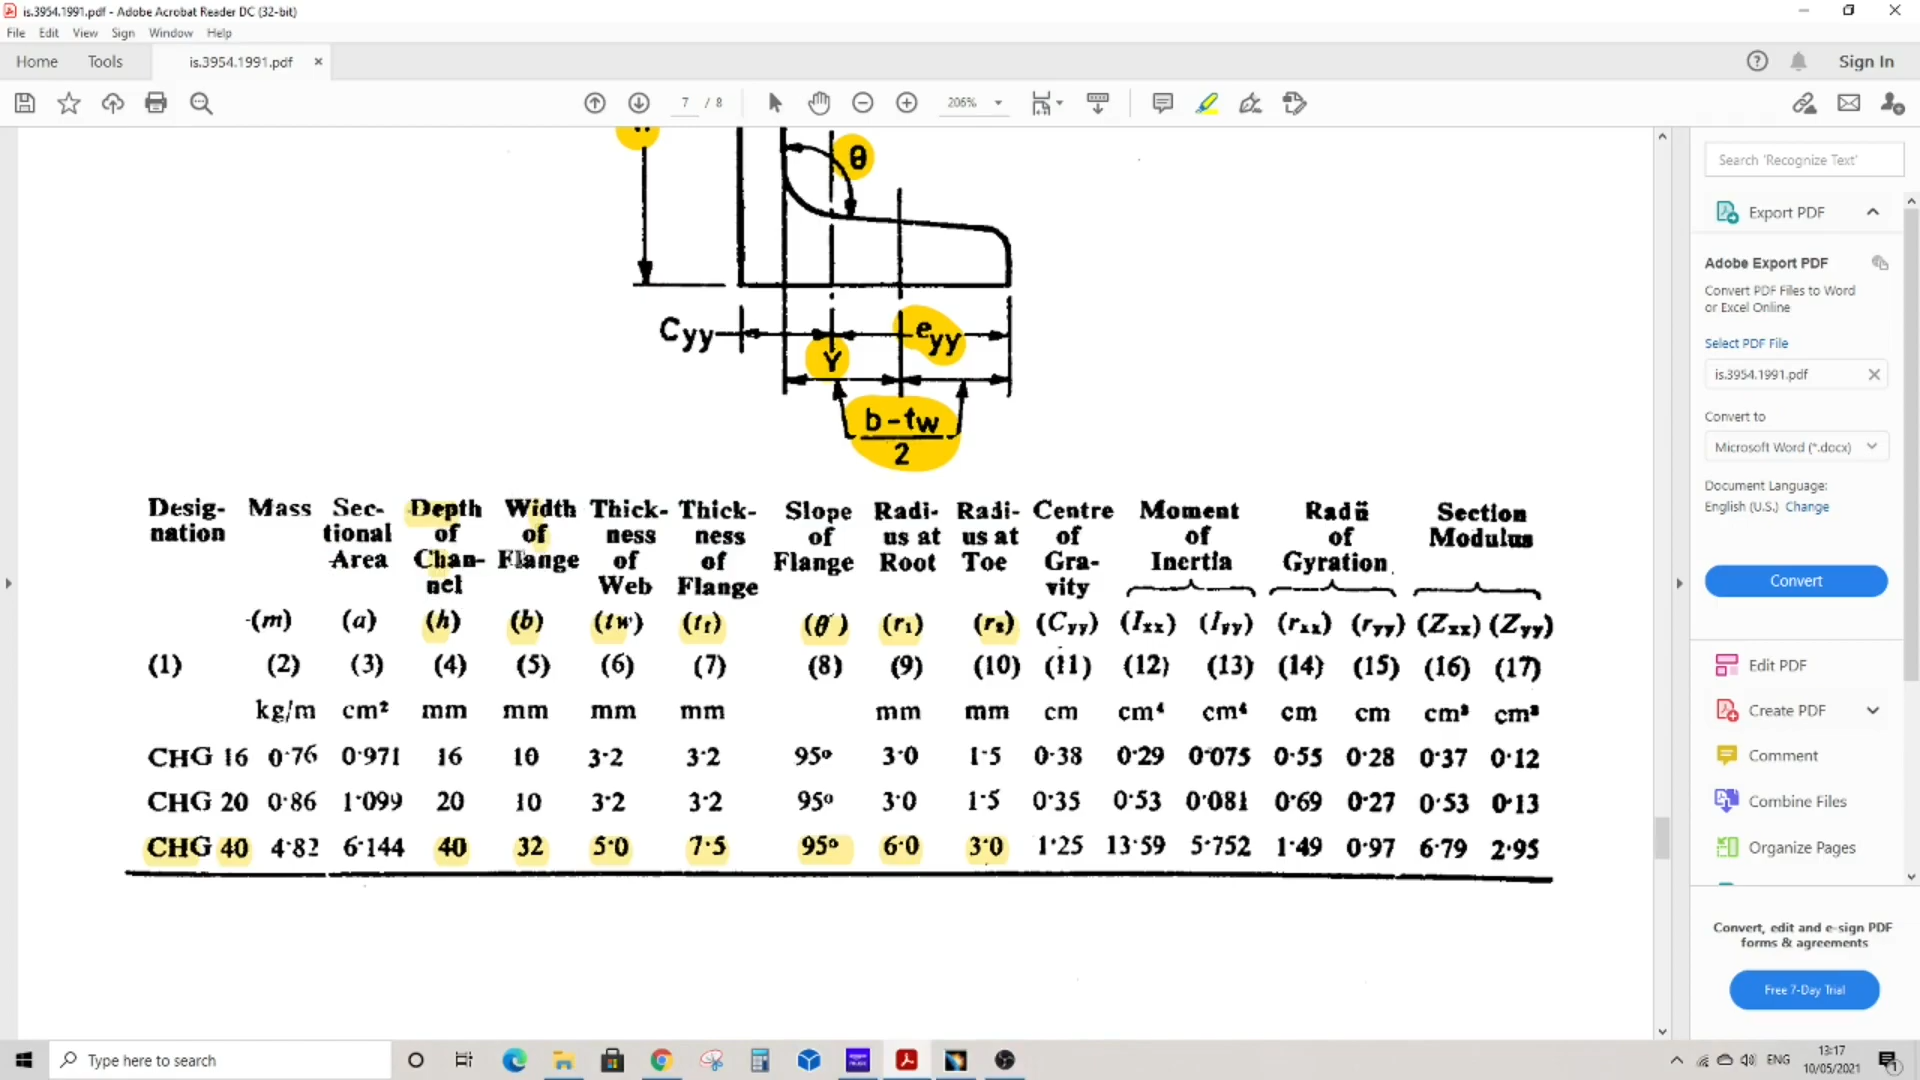 is.3954.1991.pdf - Adobe Acrobat Reader DC (32-bit)
File Edit View Sign Window Help
Home Tools is.3954.1991.pdf × Sign In
7 / 8 206%
θ
Cyy eyy
Y
b-tw
2
Desig- Mass Sec- Depth Width Thick- Thick- Slope Radi- Radi- Centre Moment Radii Section
nation tional of of ness ness of us at us at of of of Modulus
Area Chan- Flange of of Flange Root Toe Gra- Inertia Gyration
nel Web Flange vity
(m) (a) (h) (b) (tw) (tf) (θ) (r₁) (r₂) (Cyy) (Ixx) (Iyy) (rxx) (ryy) (Zxx) (Zyy)
(1) (2) (3) (4) (5) (6) (7) (8) (9) (10) (11) (12) (13) (14) (15) (16) (17)
kg/m cm² mm mm mm mm mm mm cm cm⁴ cm⁴ cm cm cm³ cm³
CHG 16 0·76 0·971 16 10 3·2 3·2 95° 3·0 1·5 0·38 0·29 0·075 0·55 0·28 0·37 0·12
CHG 20 0·86 1·099 20 10 3·2 3·2 95° 3·0 1·5 0·35 0·53 0·081 0·69 0·27 0·53 0·13
CHG 40 4·82 6·144 40 32 5·0 7·5 95° 6·0 3·0 1·25 13·59 5·752 1·49 0·97 6·79 2·95
Search 'Recognize Text'
Export PDF
Adobe Export PDF
Convert PDF Files to Word
or Excel Online
Select PDF File
is.3954.1991.pdf
Convert to
Microsoft Word (*.docx)
Document Language:
English (U.S.) Change
Convert
Edit PDF
Create PDF
Comment
Combine Files
Organize Pages
Convert, edit and e-sign PDF
forms & agreements
Free 7-Day Trial
Type here to search
ENG
13:17
10/05/2021